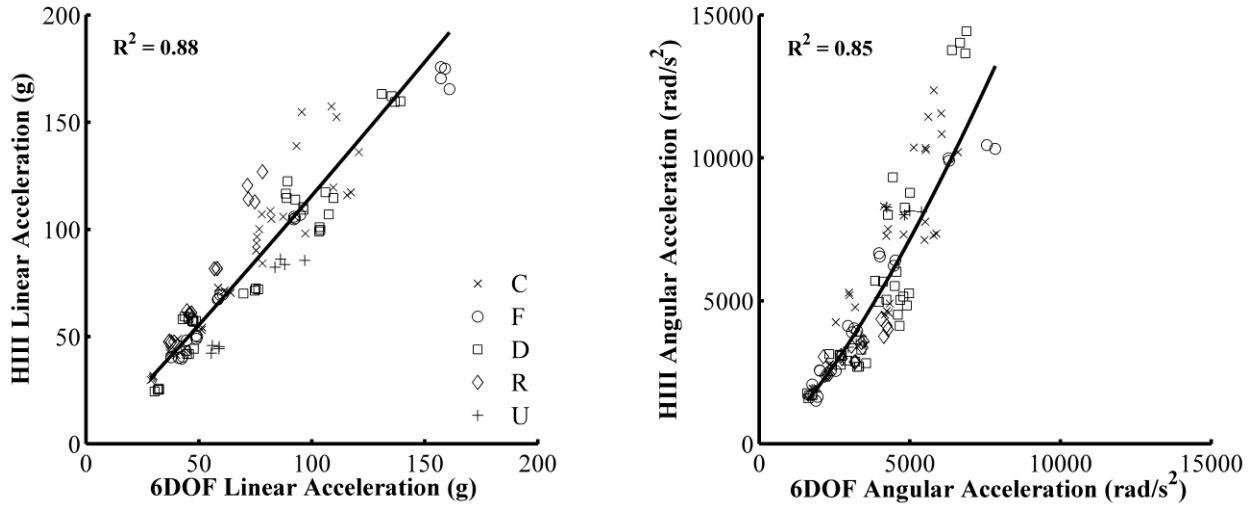 200
150
100
50
0
HIII Linear Acceleration (g)
R² = 0.88
C
F
D
R
U
0 50 100 150 200
6DOF Linear Acceleration (g)
15000
10000
5000
0
HIII Angular Acceleration (rad/s²)
R² = 0.85
0 5000 10000 15000
6DOF Angular Acceleration (rad/s²)